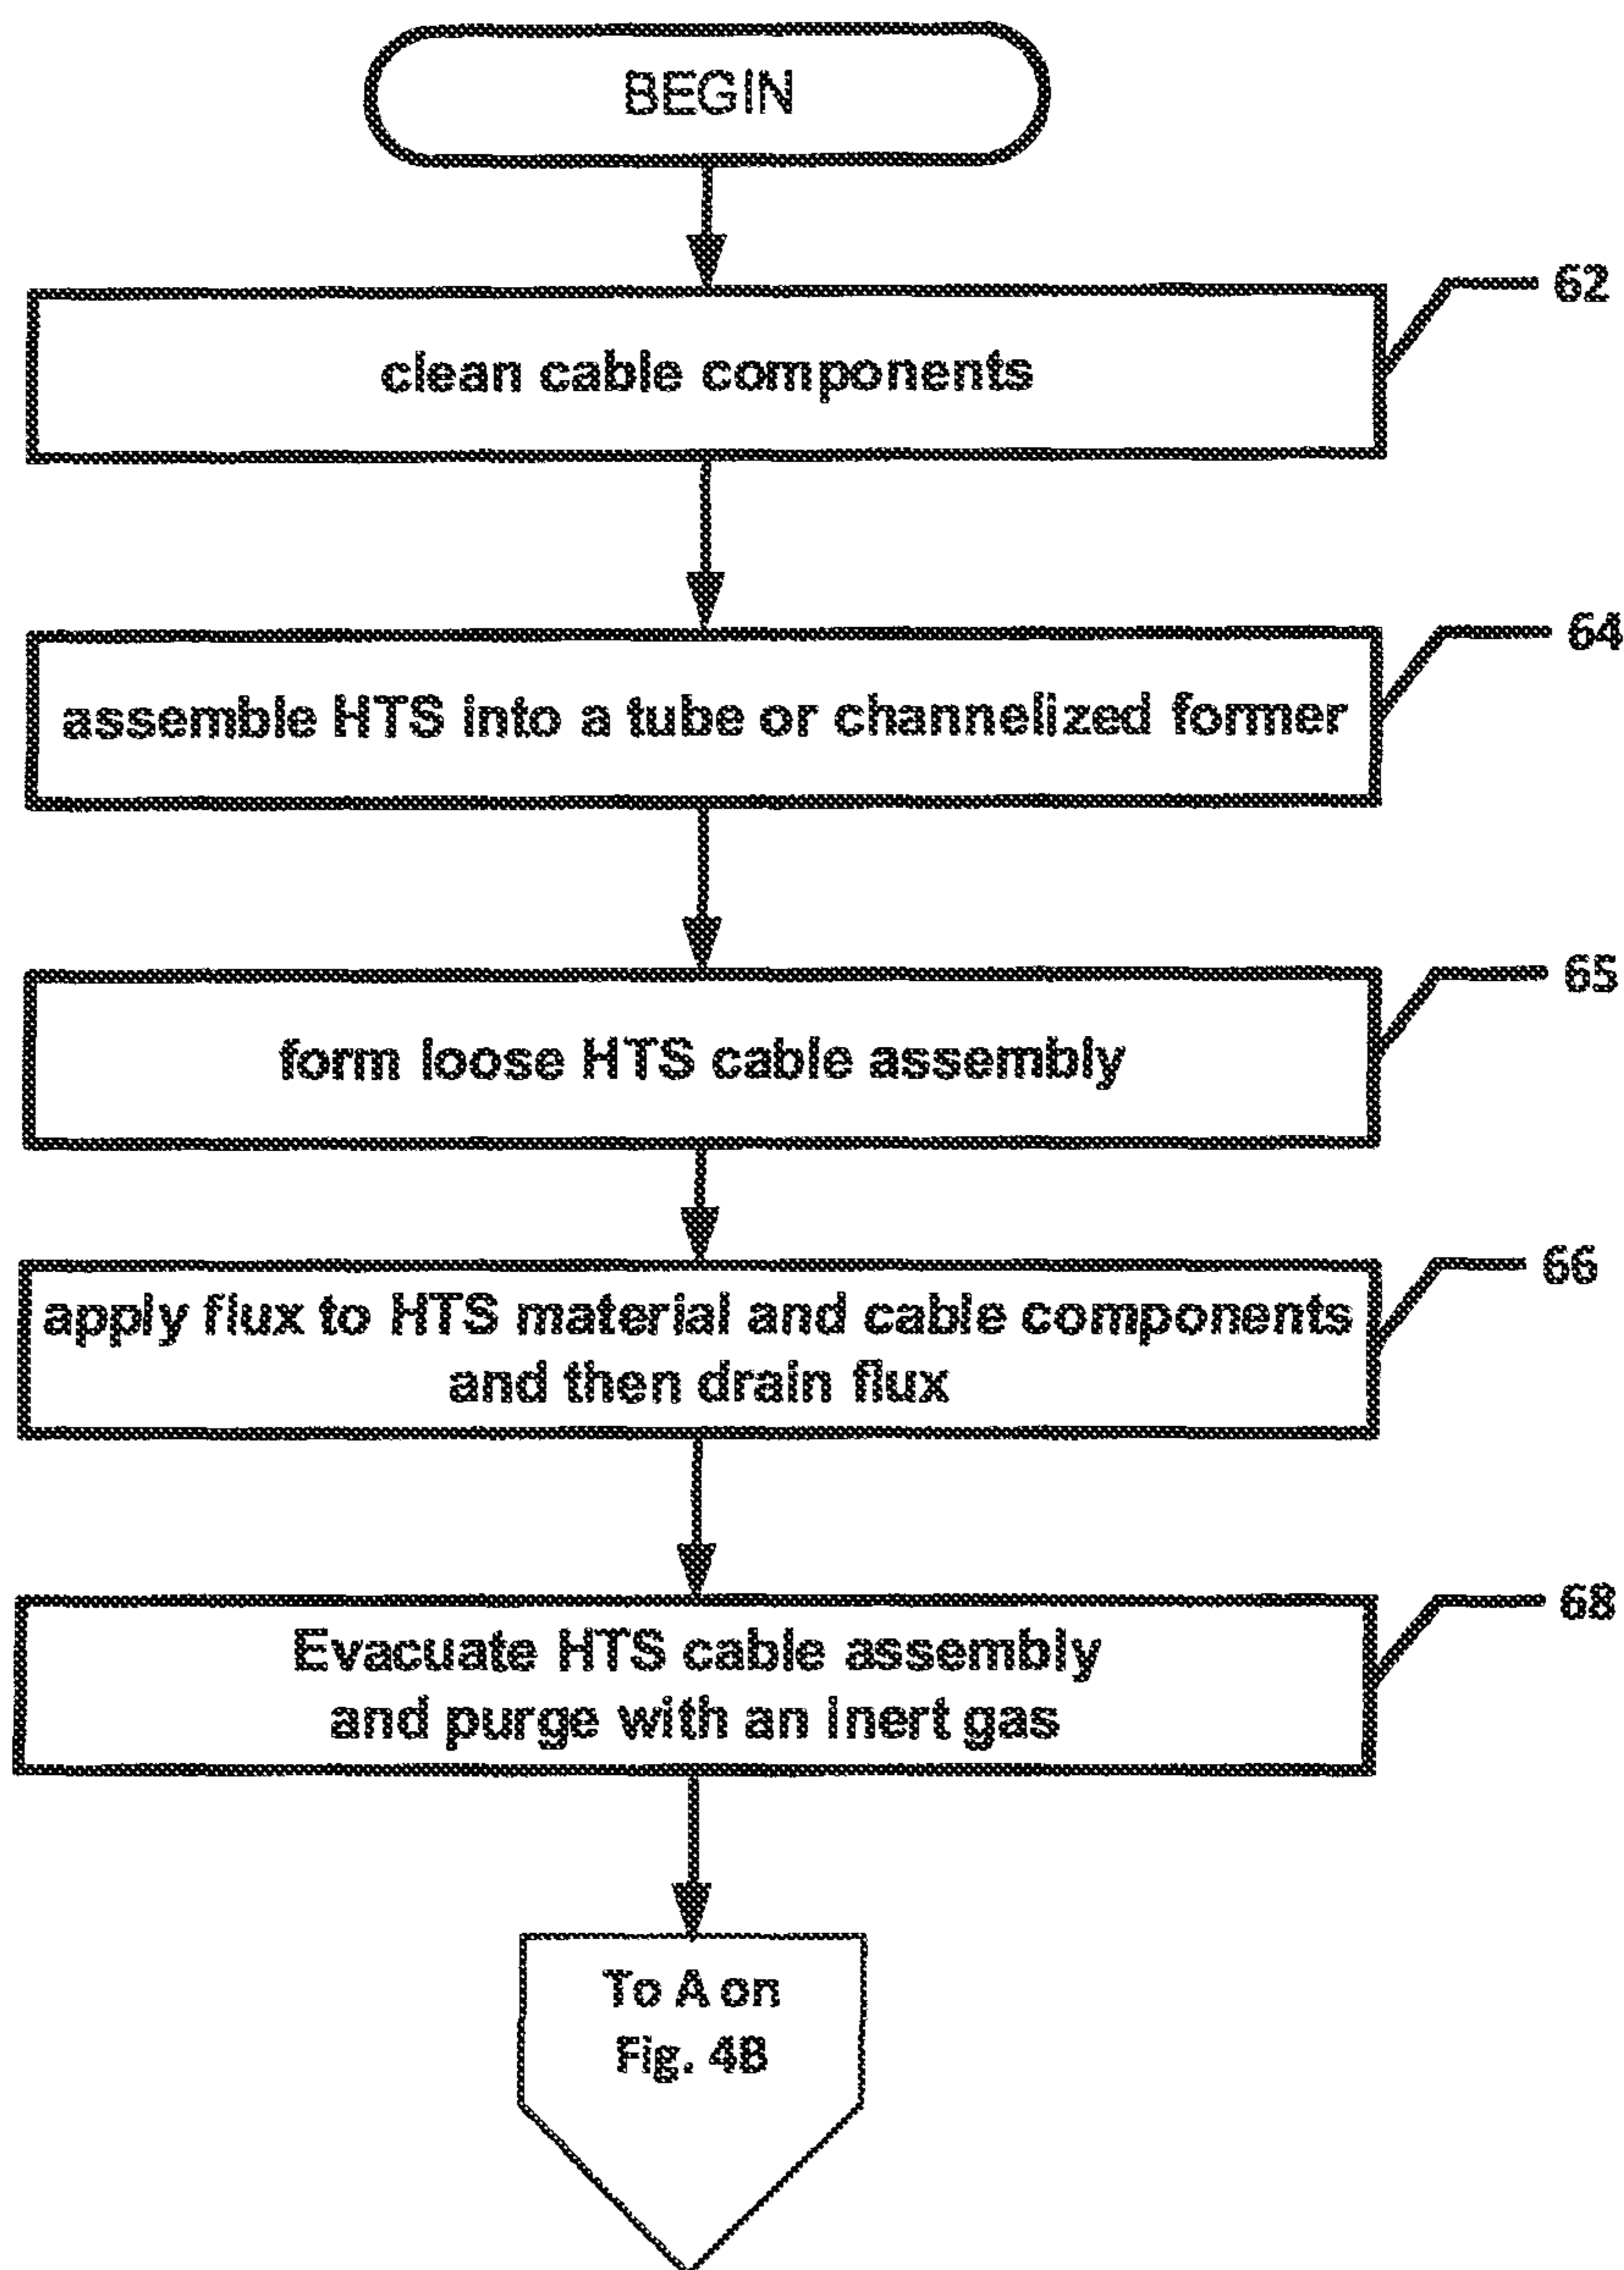 BEGIN
62
clean cable components
64
assemble HTS into a tube or channelized former
65
form loose HTS cable assembly
66
apply flux to HTS material and cable components
and then drain flux
68
Evacuate HTS cable assembly
and purge with an inert gas
To A on
Fig. 4B